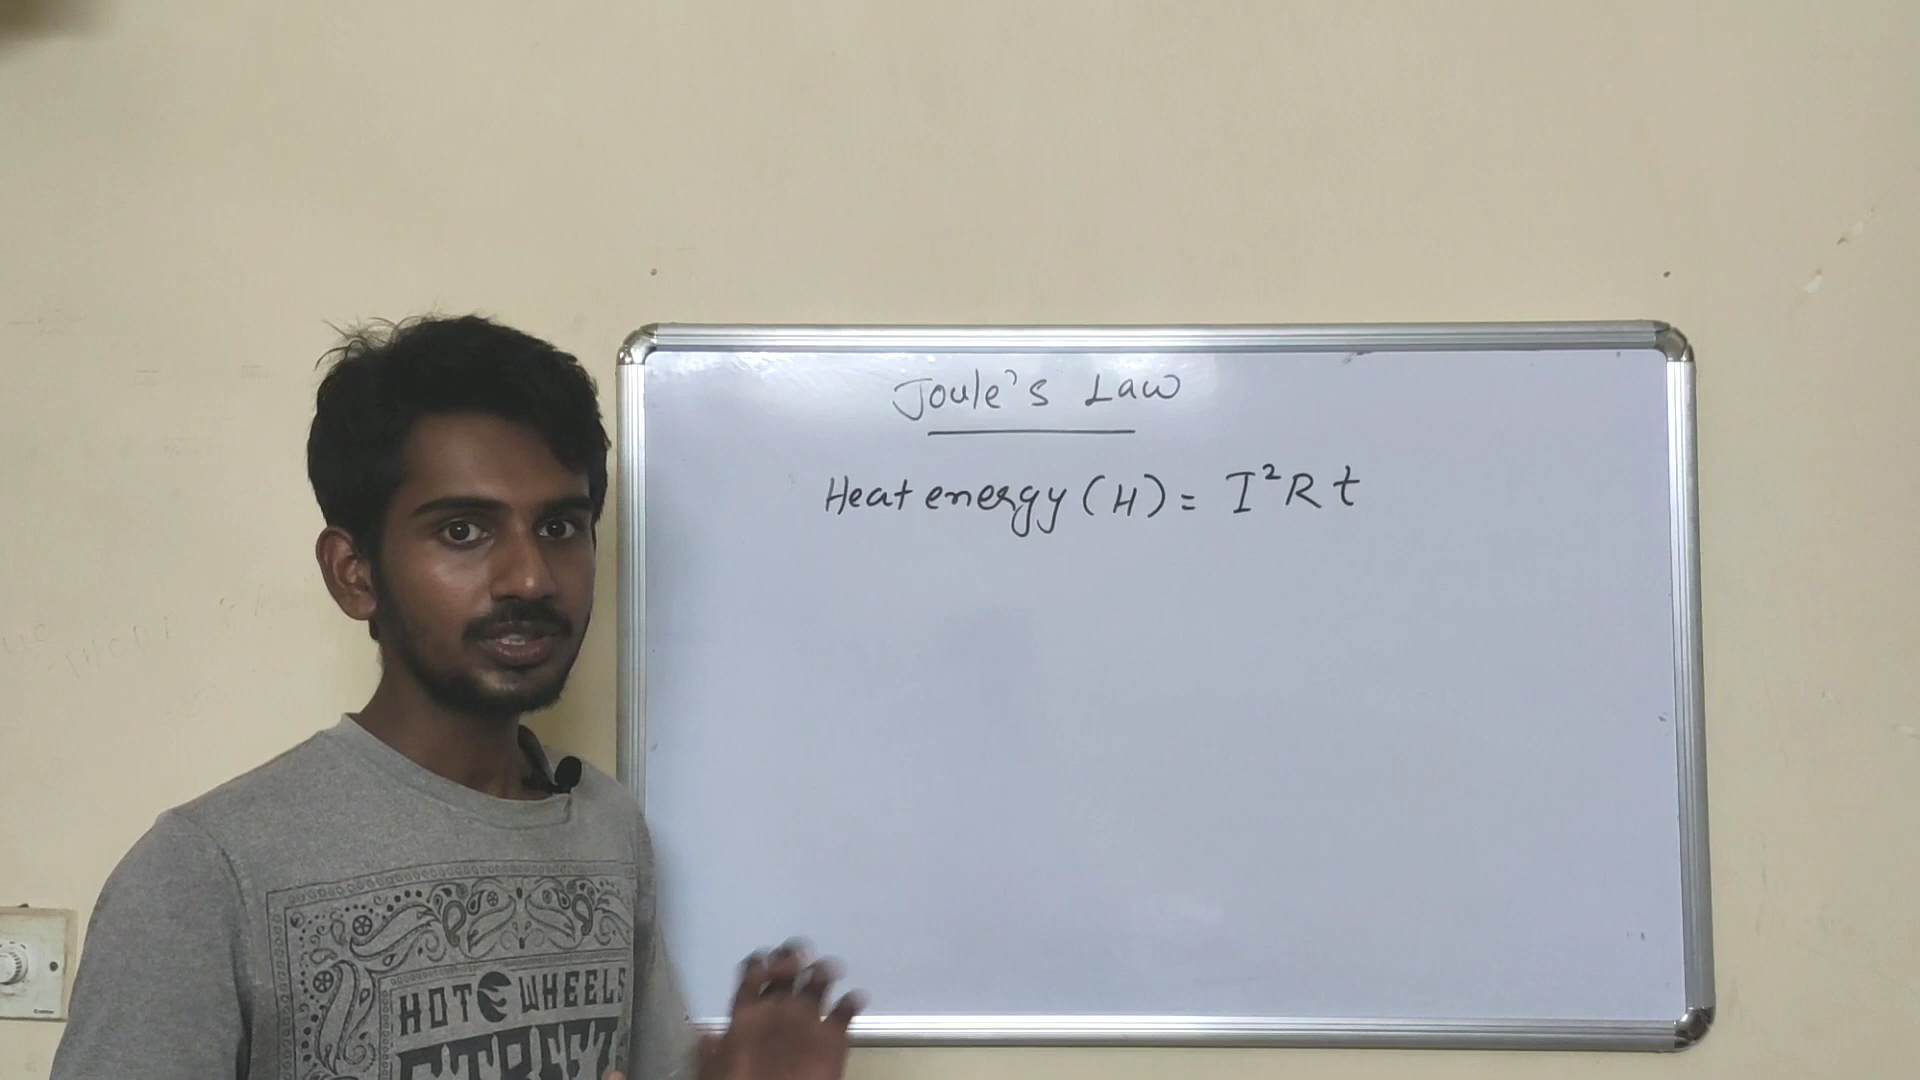 Joule's Law
Heat energy (H) = I²Rt
HOT WHEELS